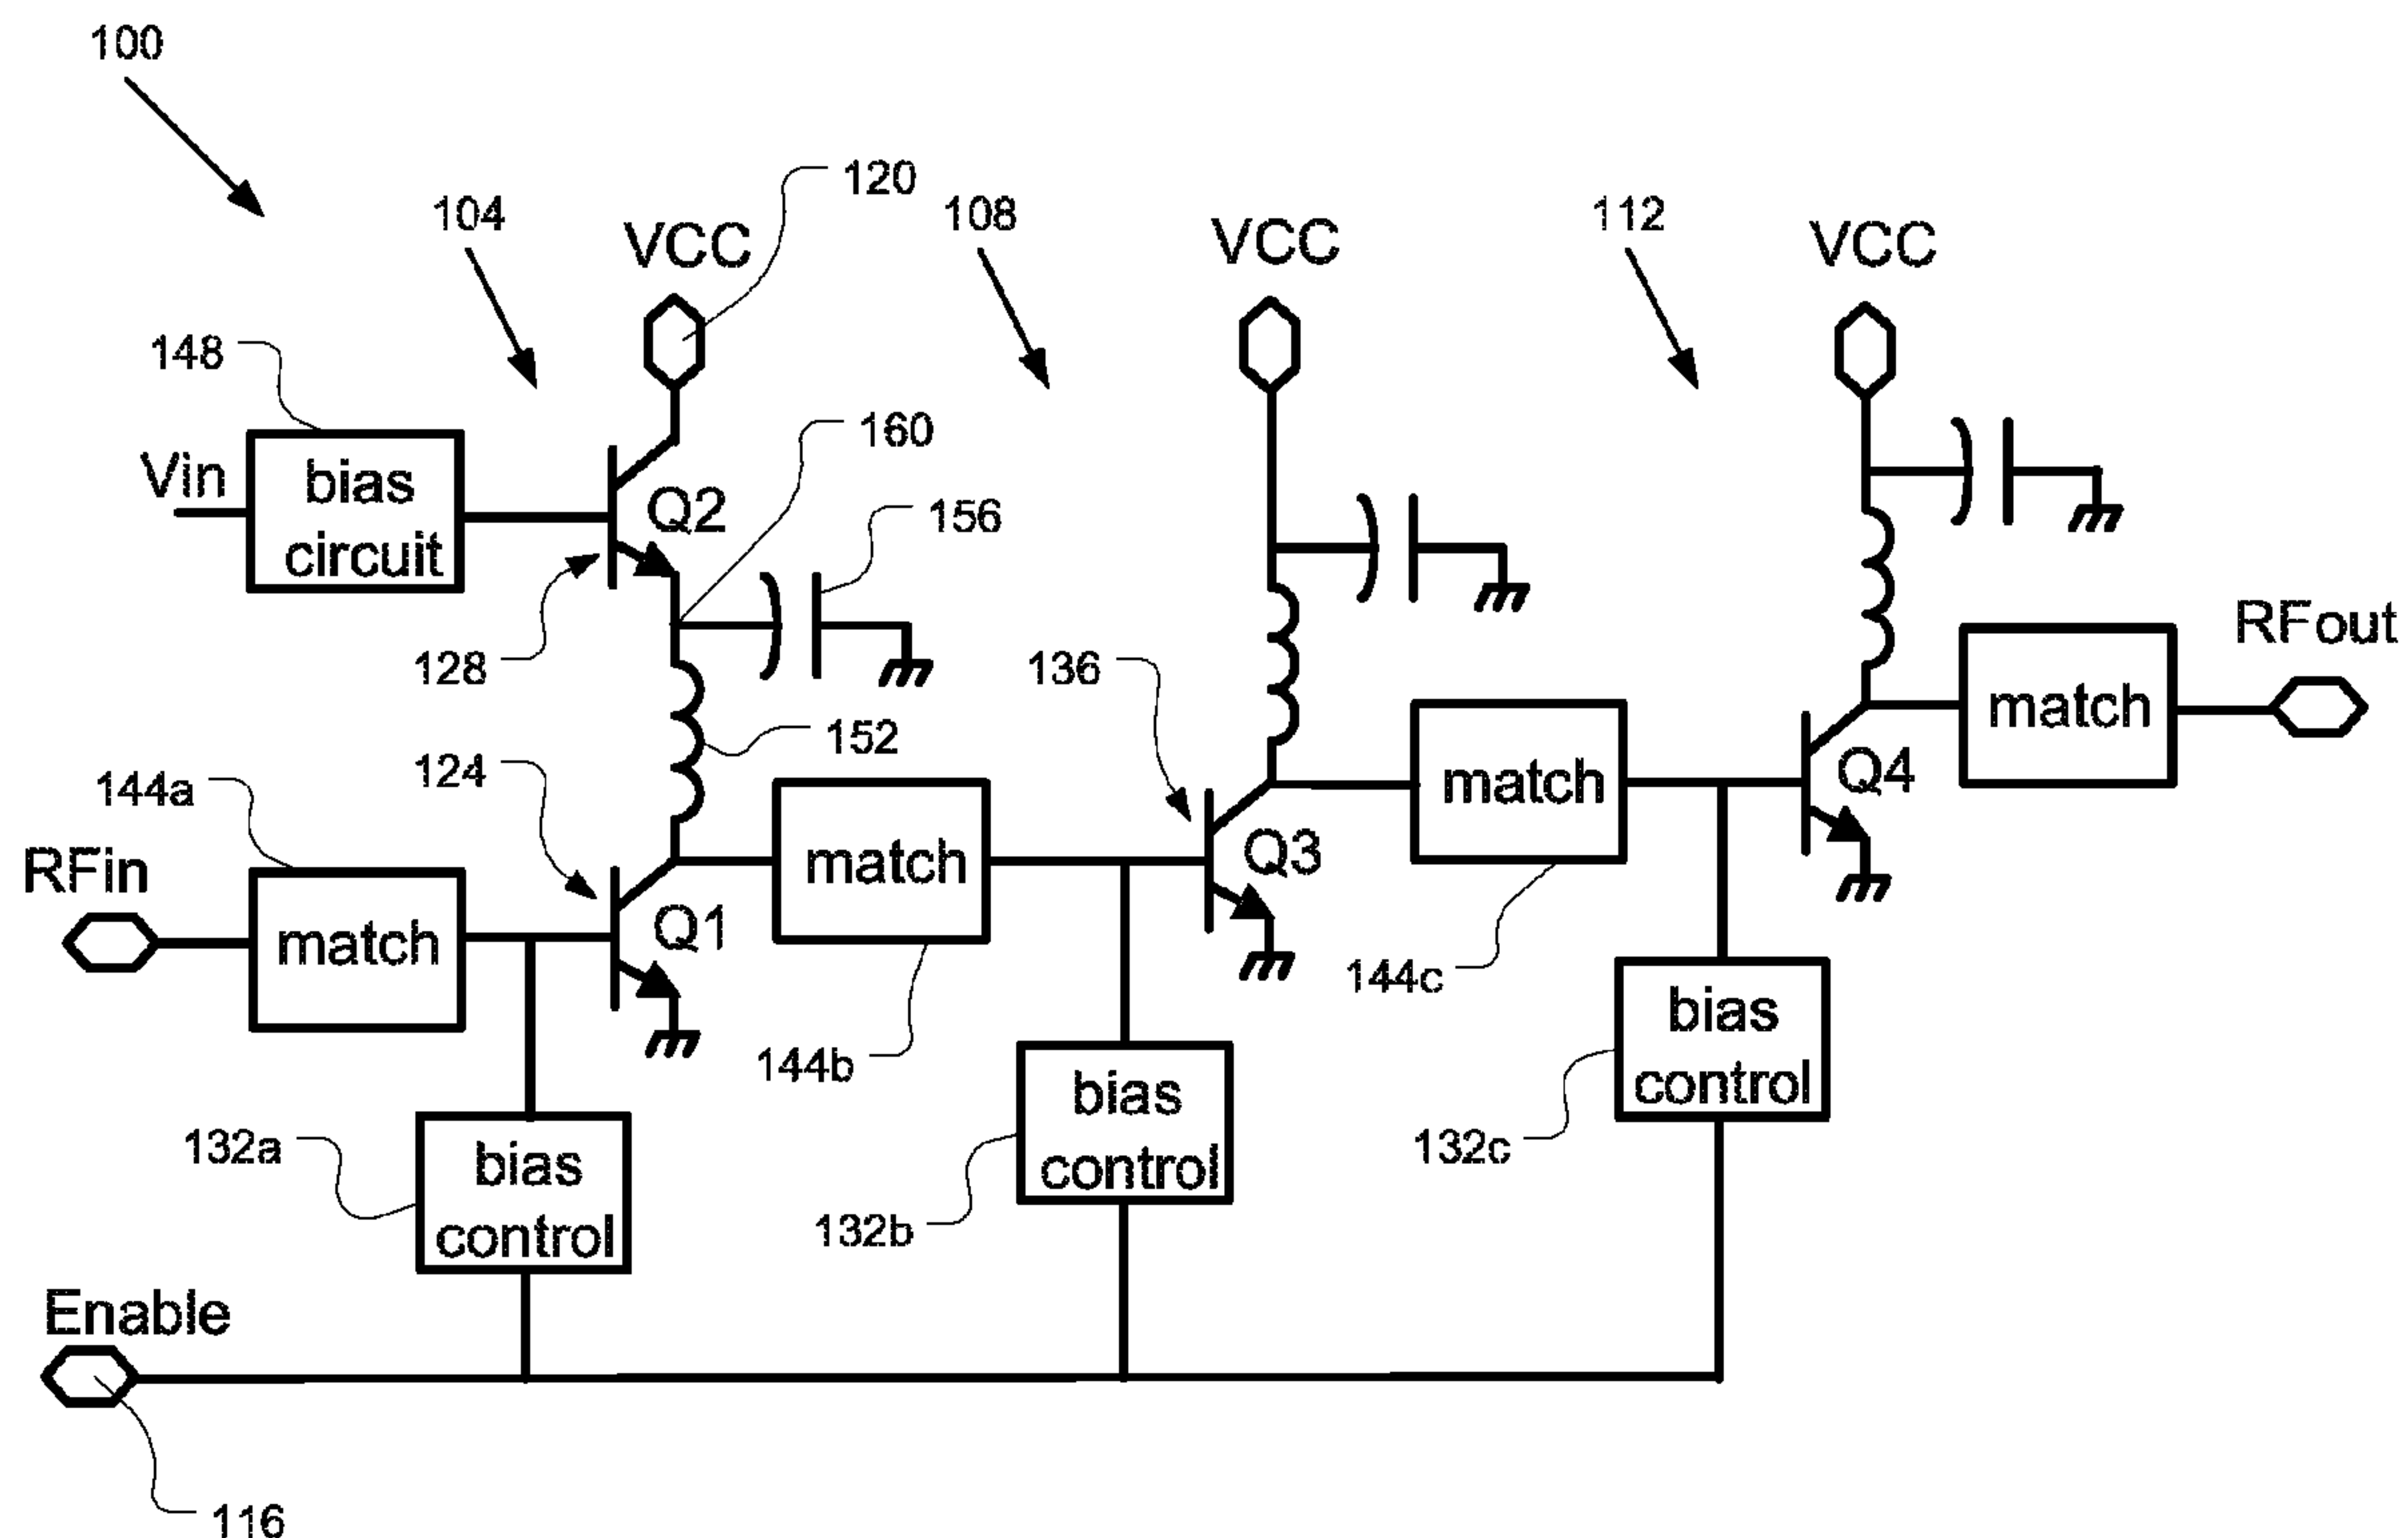 100
120
104
VCC
108
VCC
112
VCC
148
160
Vin
bias
circuit
Q2
156
128
RFout
136
match
152
124
144a
match
Q4
match
Q3
RFin
match
Q1
144c
bias
control
144b
bias
control
132a
bias
control
132b
132c
Enable
116